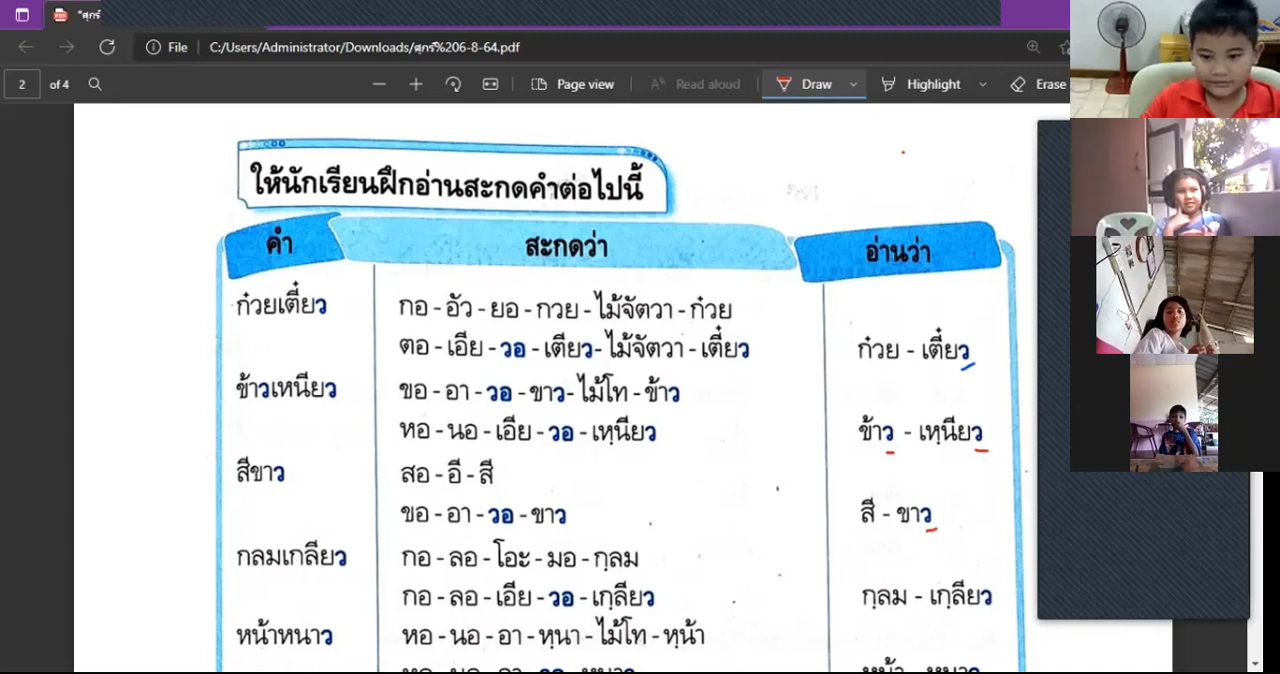 "ศุกร์
File C:/Users/Administrator/Downloads/ศุกร์%206-8-64.pdf
2 of 4 Page view Read aloud Draw Highlight Erase
ให้นักเรียนฝึกอ่านสะกดคำต่อไปนี้
คำ สะกดว่า อ่านว่า
ก๋วยเตี๋ยว กอ - อัว - ยอ - กวย - ไม้จัตวา - ก๋วย
ตอ - เอีย - วอ - เตียว - ไม้จัตวา - เตี๋ยว ก๋วย - เตี๋ยว
ข้าวเหนียว ขอ - อา - วอ - ขาว - ไม้โท - ข้าว
หอ - นอ - เอีย - วอ - เหฺนียว ข้าว - เหฺนียว
สีขาว สอ - อี - สี
ขอ - อา - วอ - ขาว สี - ขาว
กลมเกลียว กอ - ลอ - โอะ - มอ - กฺลม
กอ - ลอ - เอีย - วอ - เกฺลียว กฺลม - เกฺลียว
หน้าหนาว หอ - นอ - อา - หฺนา - ไม้โท - หฺน้า